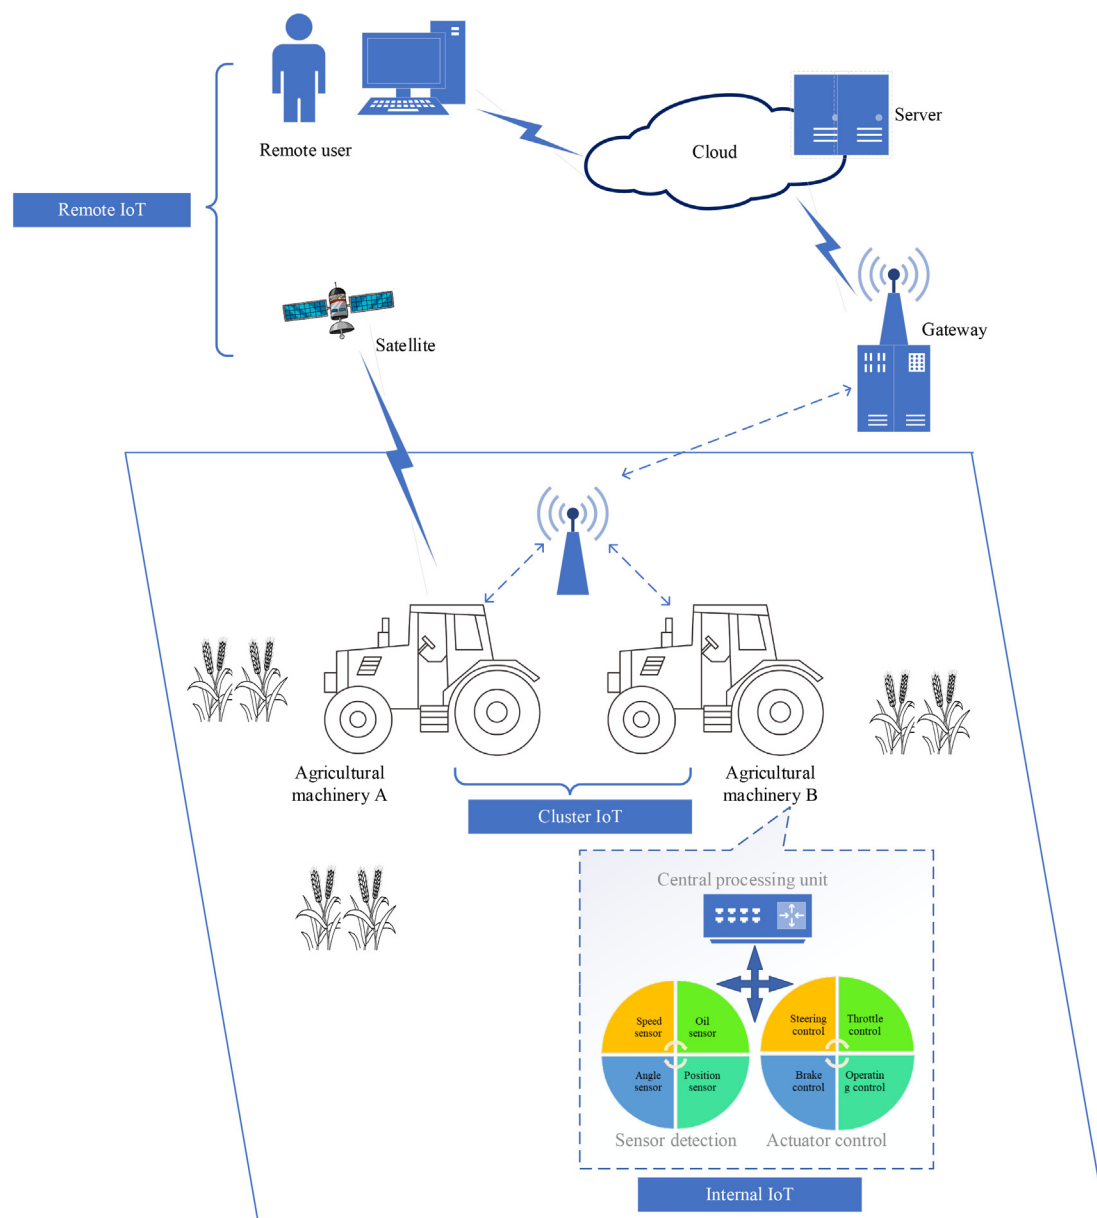 Remote user
Cloud
Server
Remote IoT
Satellite
Gateway
Agricultural
machinery A
Agricultural
machinery B
Cluster IoT
Central processing unit
Speed
sensor
Oil
sensor
Angle
sensor
Position
sensor
Steering
control
Throttle
control
Brake
control
Operatin
g control
Sensor detection
Actuator control
Internal IoT